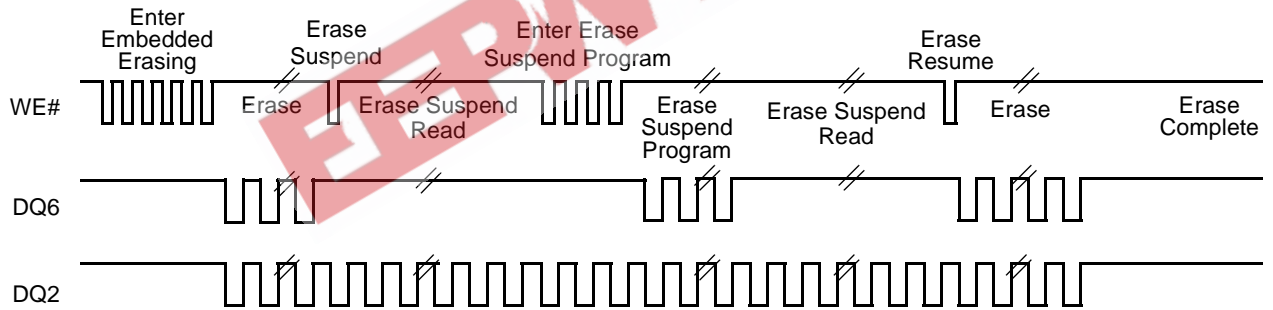 Enter
Embedded
Erasing
Erase
Suspend
Enter Erase
Suspend Program
Erase
Resume
WE#
Erase
Erase Suspend
Read
Erase
Suspend
Program
Erase Suspend
Read
Erase
Erase
Complete
DQ6
DQ2